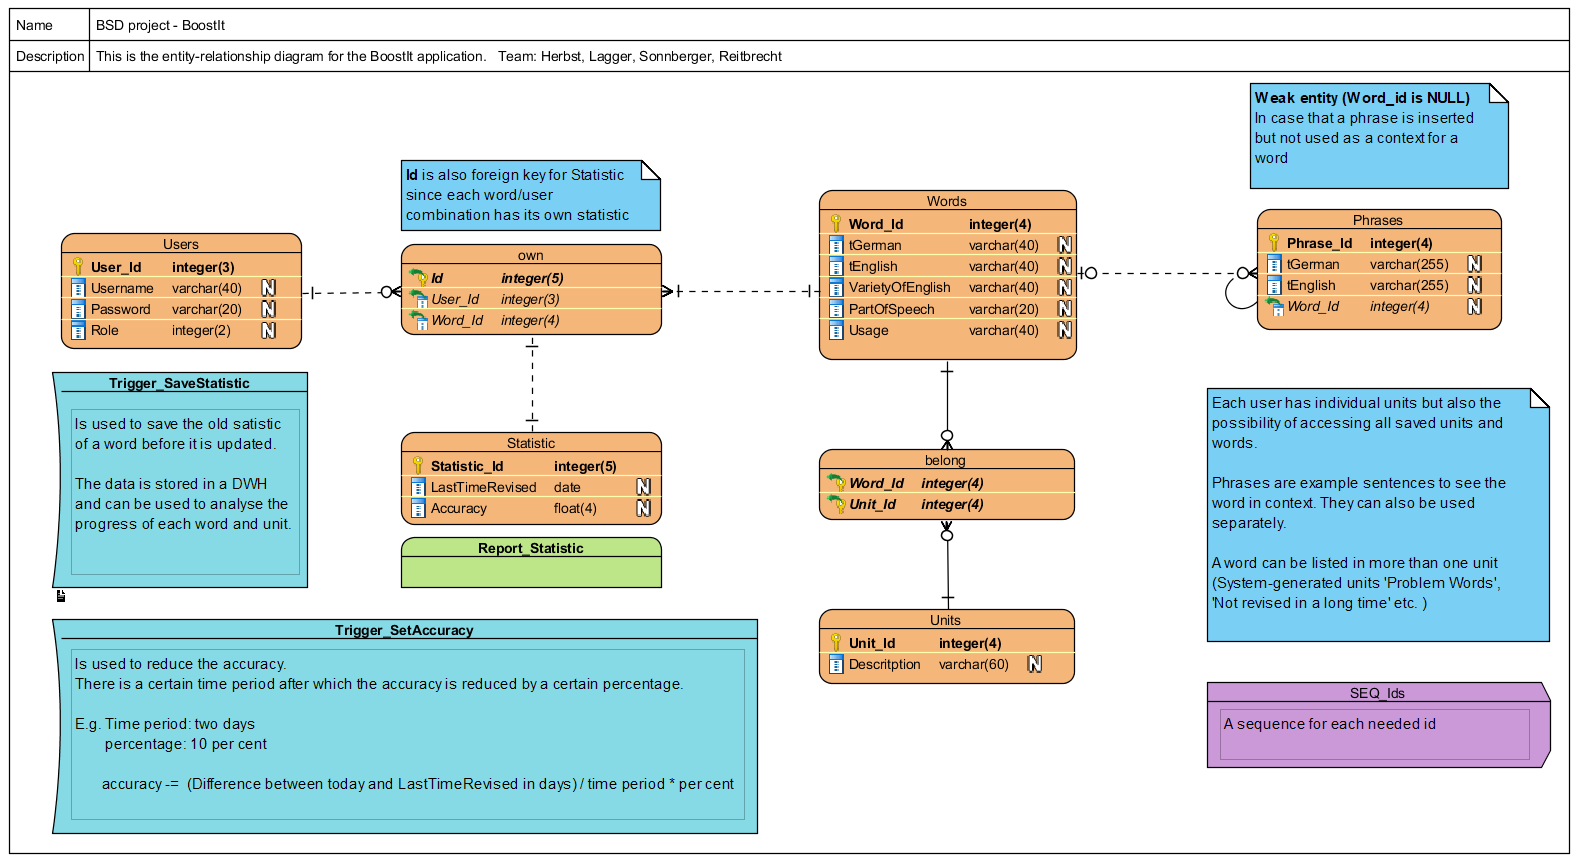 Name BSD project - BoostIt
Description This is the entity-relationship diagram for the BoostIt application. Team: Herbst, Lagger, Sonnberger, Reitbrecht
Weak entity (Word_id is NULL)
In case that a phrase is inserted
but not used as a context for a
word
Id is also foreign key for Statistic
since each word/user
combination has its own statistic
Users
User_Id integer(3)
Username varchar(40) N
Password varchar(20) N
Role integer(2) N
own
Id integer(5)
User_Id integer(3)
Word_Id integer(4)
Words
Word_Id integer(4)
tGerman varchar(40) N
tEnglish varchar(40) N
VarietyOfEnglish varchar(40) N
PartOfSpeech varchar(20) N
Usage varchar(40) N
Phrases
Phrase_Id integer(4)
tGerman varchar(255) N
tEnglish varchar(255) N
Word_Id integer(4) N
Trigger_SaveStatistic
Is used to save the old satistic
of a word before it is updated.
The data is stored in a DWH
and can be used to analyse the
progress of each word and unit.
Statistic
Statistic_Id integer(5)
LastTimeRevised date N
Accuracy float(4) N
Report_Statistic
belong
Word_Id integer(4)
Unit_Id integer(4)
Each user has individual units but also the
possibility of accessing all saved units and
words.
Phrases are example sentences to see the
word in context. They can also be used
separately.
A word can be listed in more than one unit
(System-generated units 'Problem Words',
'Not revised in a long time' etc. )
Trigger_SetAccuracy
Is used to reduce the accuracy.
There is a certain time period after which the accuracy is reduced by a certain percentage.
E.g. Time period: two days
percentage: 10 per cent
accuracy -= (Difference between today and LastTimeRevised in days) / time period * per cent
Units
Unit_Id integer(4)
Descritption varchar(60) N
SEQ_Ids
A sequence for each needed id